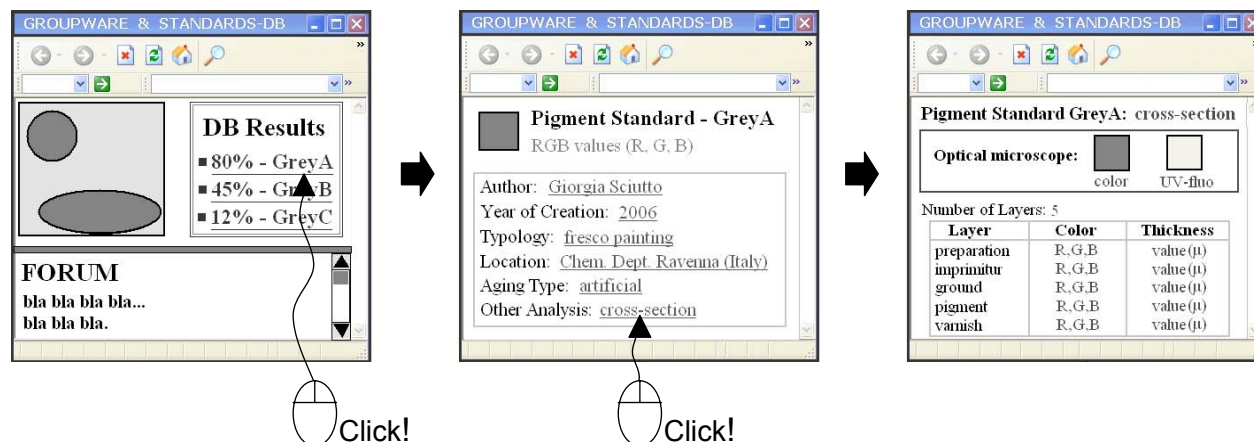 GROUPWARE & STANDARDS-DB
DB Results
80% - GreyA
45% - GreyB
12% - GreyC
FORUM
bla bla bla bla...
bla bla bla.
Click!
GROUPWARE & STANDARDS-DB
Pigment Standard - GreyA
RGB values (R, G, B)
Author: Giorgia Sciutto
Year of Creation: 2006
Typology: fresco painting
Location: Chem. Dept. Ravenna (Italy)
Aging Type: artificial
Other Analysis: cross-section
Click!
GROUPWARE & STANDARDS-DB
Pigment Standard GreyA: cross-section
Optical microscope:
color UV-fluo
Number of Layers: 5
Layer Color Thickness
preparation R,G,B value (µ)
imprimitur R,G,B value (µ)
ground R,G,B value (µ)
pigment R,G,B value (µ)
varnish R,G,B value (µ)